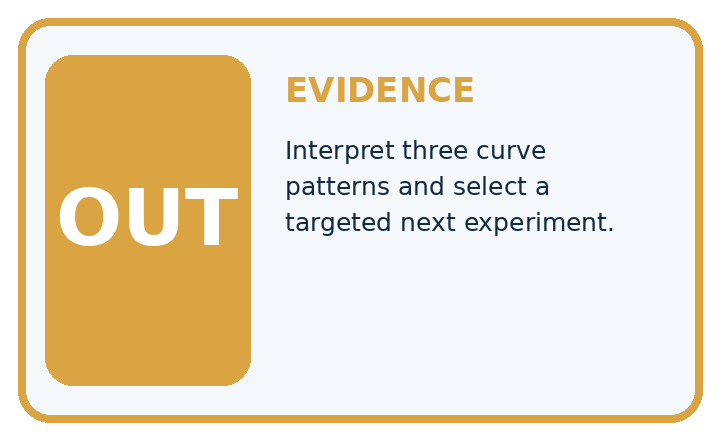 OUT
EVIDENCE
Interpret three curve
patterns and select a
targeted next experiment.